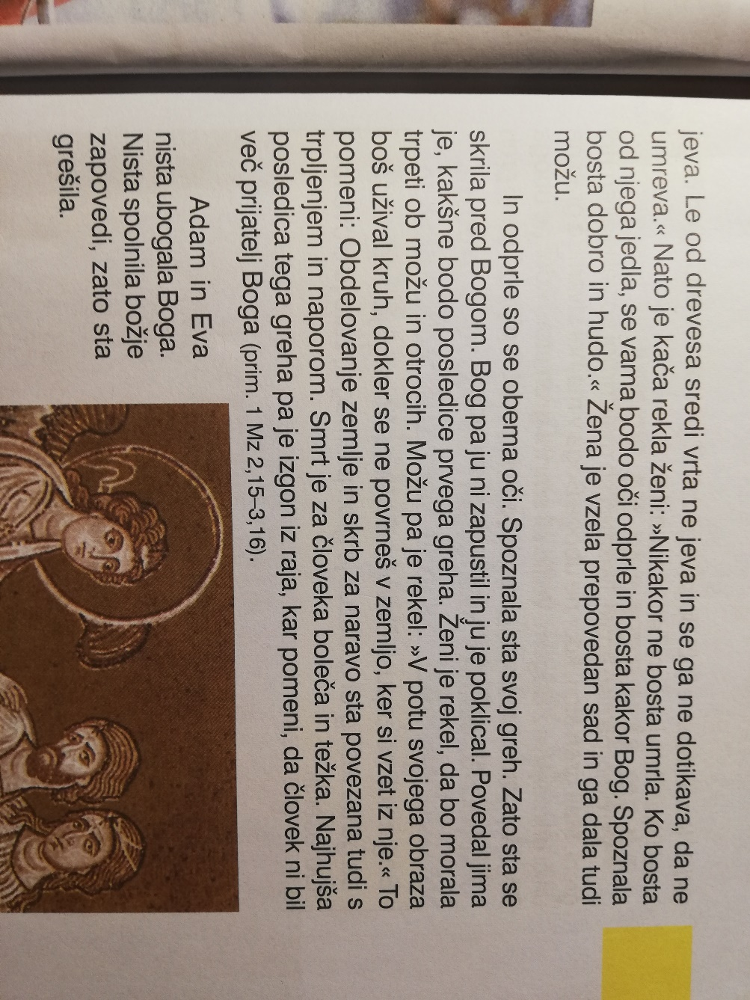 jeva. Le od drevesa sredi vrta ne jeva in se ga ne dotikava, da ne
umreva.« Nato je kača rekla ženi: »Nikakor ne bosta umrla. Ko bosta
od njega jedla, se vama bodo oči odprle in bosta kakor Bog. Spoznala
bosta dobro in hudo.« Žena je vzela prepovedan sad in ga dala tudi
možu.
In odprle so se obema oči. Spoznala sta svoj greh. Zato sta se
skrila pred Bogom. Bog pa ju ni zapustil in ju je poklical. Povedal jima
je, kakšne bodo posledice prvega greha. Ženi je rekel, da bo morala
trpeti ob možu in otrocih. Možu pa je rekel: »V potu svojega obraza
boš užival kruh, dokler se ne povrneš v zemljo, ker si vzet iz nje.« To
pomeni: Obdelovanje zemlje in skrb za naravo sta povezana tudi s
trpljenjem in naporom. Smrt je za človeka boleča in težka. Najhujša
posledica tega greha pa je izgon iz raja, kar pomeni, da človek ni bil
več prijatelj Boga (prim. 1 Mz 2,15–3,16).
Adam in Eva
nista ubogala Boga.
Nista spolnila božje
zapovedi, zato sta
grešila.